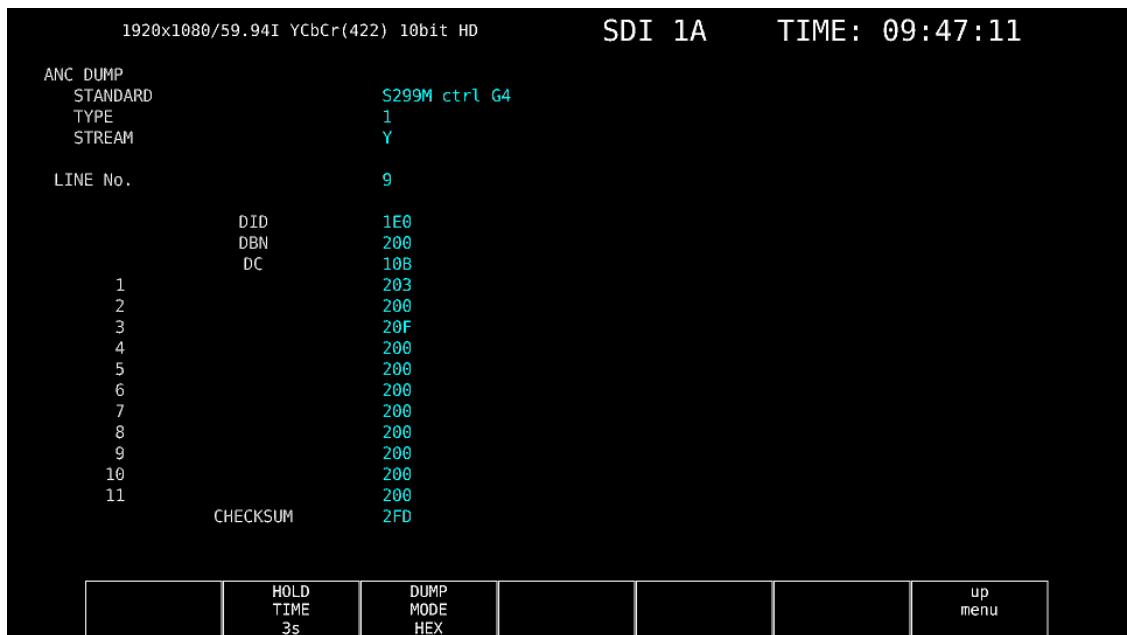 1920x1080/59.94I YCbCr(422) 10bit HD SDI 1A TIME: 09:47:11
ANC DUMP
STANDARD S299M ctrl G4
TYPE 1
STREAM Y
LINE No. 9
DID 1E0
DBN 200
DC 10B
1 203
2 200
3 20F
4 200
5 200
6 200
7 200
8 200
9 200
10 200
11 200
CHECKSUM 2FD
HOLD TIME 3s
DUMP MODE HEX
up menu